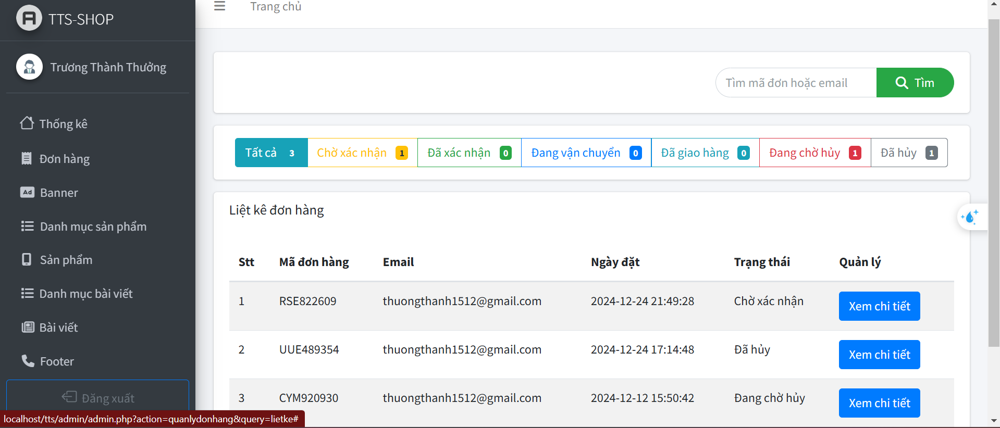 TTS-SHOP
Trang chủ
Trương Thành Thưởng
Thống kê
Đơn hàng
Ad Banner
Danh mục sản phẩm
Sản phẩm
Danh mục bài viết
Bài viết
Footer
Đăng xuất
localhost/tts/admin/admin.php?action=quanlydonhang&query=lietke#
Tìm mã đơn hoặc email Tìm
Tất cả 3 Chờ xác nhận 1 Đã xác nhận 0 Đang vận chuyển 0 Đã giao hàng 0 Đang chờ hủy 1 Đã hủy 1
Liệt kê đơn hàng
Stt Mã đơn hàng Email Ngày đặt Trạng thái Quản lý
1 RSE822609 thuongthanh1512@gmail.com 2024-12-24 21:49:28 Chờ xác nhận Xem chi tiết
2 UUE489354 thuongthanh1512@gmail.com 2024-12-24 17:14:48 Đã hủy Xem chi tiết
3 CYM920930 thuongthanh1512@gmail.com 2024-12-12 15:50:42 Đang chờ hủy Xem chi tiết